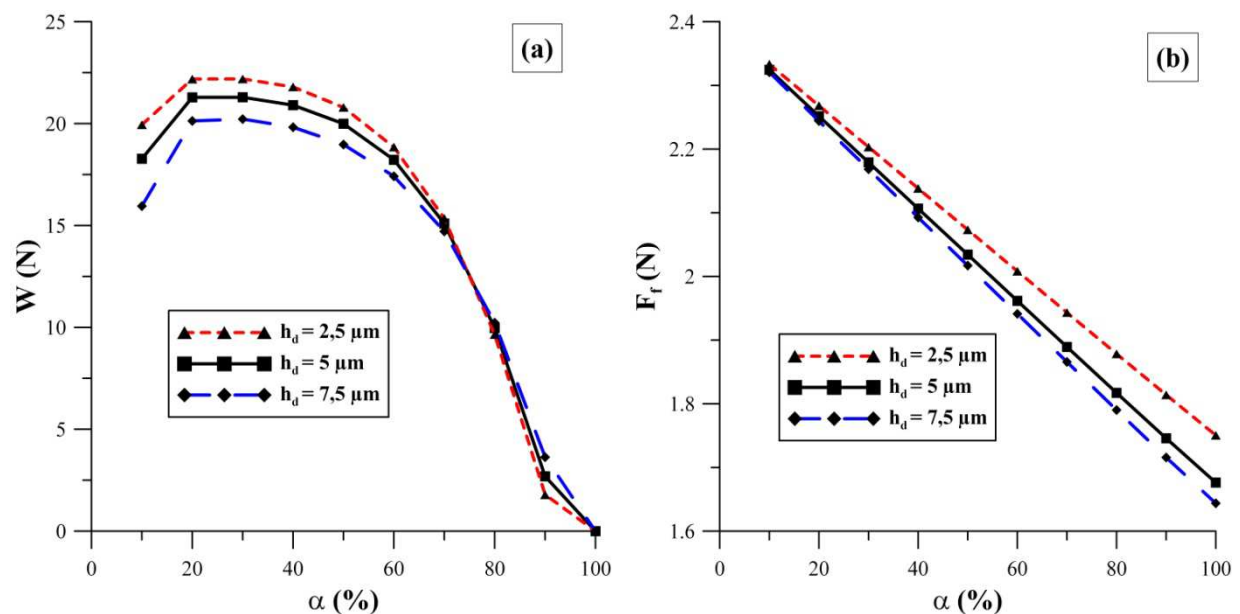 (a)
25
20
15
10
5
0
W (N)
h_d = 2,5 µm
h_d = 5 µm
h_d = 7,5 µm
0 20 40 60 80 100
α (%)
(b)
2.4
2.2
2
1.8
1.6
F_f (N)
h_d = 2,5 µm
h_d = 5 µm
h_d = 7,5 µm
0 20 40 60 80 100
α (%)